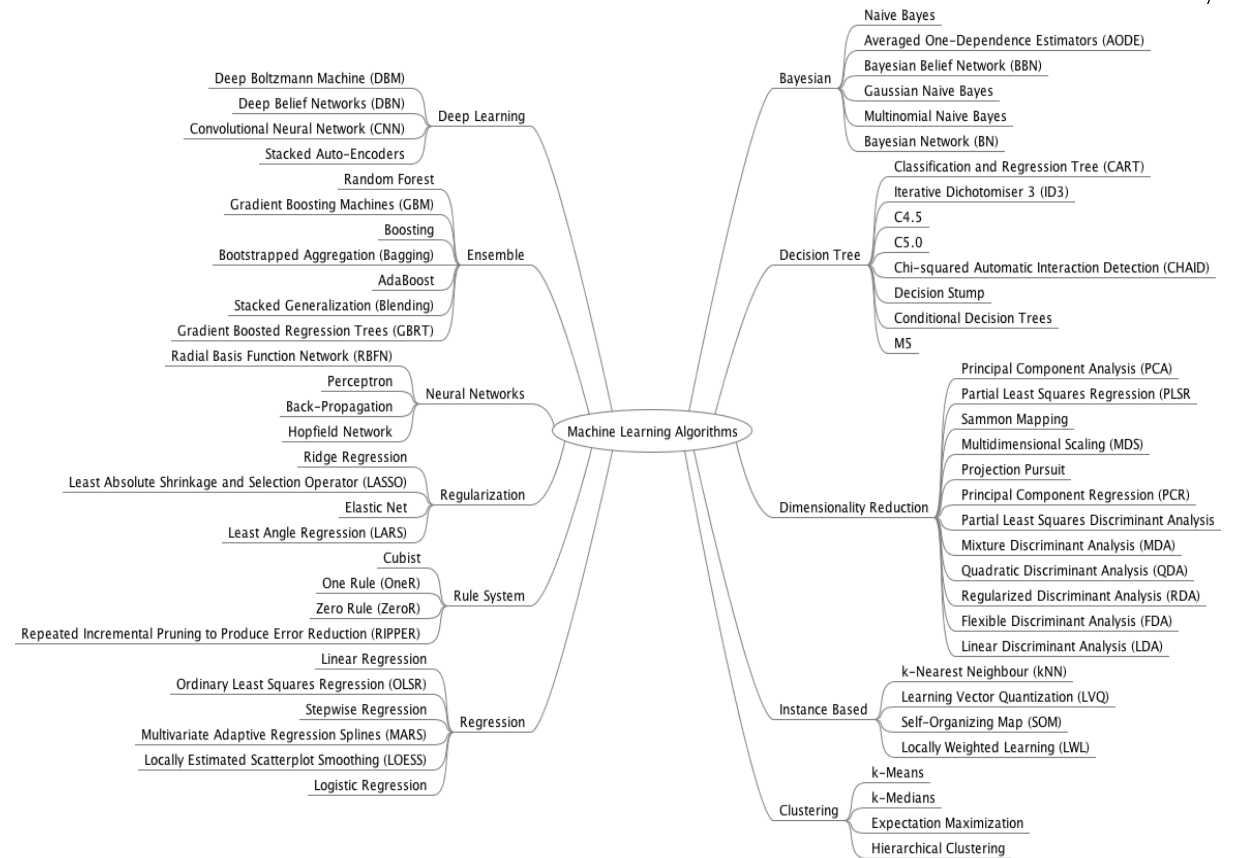 Deep Boltzmann Machine (DBM)
Deep Belief Networks (DBN)
Convolutional Neural Network (CNN)
Stacked Auto-Encoders
Deep Learning
Random Forest
Gradient Boosting Machines (GBM)
Boosting
Bootstrapped Aggregation (Bagging)
AdaBoost
Stacked Generalization (Blending)
Gradient Boosted Regression Trees (GBRT)
Ensemble
Radial Basis Function Network (RBFN)
Perceptron
Back-Propagation
Hopfield Network
Neural Networks
Ridge Regression
Least Absolute Shrinkage and Selection Operator (LASSO)
Elastic Net
Least Angle Regression (LARS)
Regularization
Cubist
One Rule (OneR)
Zero Rule (ZeroR)
Repeated Incremental Pruning to Produce Error Reduction (RIPPER)
Rule System
Linear Regression
Ordinary Least Squares Regression (OLSR)
Stepwise Regression
Multivariate Adaptive Regression Splines (MARS)
Locally Estimated Scatterplot Smoothing (LOESS)
Logistic Regression
Regression
Machine Learning Algorithms
Bayesian
Naive Bayes
Averaged One-Dependence Estimators (AODE)
Bayesian Belief Network (BBN)
Gaussian Naive Bayes
Multinomial Naive Bayes
Bayesian Network (BN)
Decision Tree
Classification and Regression Tree (CART)
Iterative Dichotomiser 3 (ID3)
C4.5
C5.0
Chi-squared Automatic Interaction Detection (CHAID)
Decision Stump
Conditional Decision Trees
M5
Dimensionality Reduction
Principal Component Analysis (PCA)
Partial Least Squares Regression (PLSR
Sammon Mapping
Multidimensional Scaling (MDS)
Projection Pursuit
Principal Component Regression (PCR)
Partial Least Squares Discriminant Analysis
Mixture Discriminant Analysis (MDA)
Quadratic Discriminant Analysis (QDA)
Regularized Discriminant Analysis (RDA)
Flexible Discriminant Analysis (FDA)
Linear Discriminant Analysis (LDA)
Instance Based
k-Nearest Neighbour (kNN)
Learning Vector Quantization (LVQ)
Self-Organizing Map (SOM)
Locally Weighted Learning (LWL)
Clustering
k-Means
k-Medians
Expectation Maximization
Hierarchical Clustering